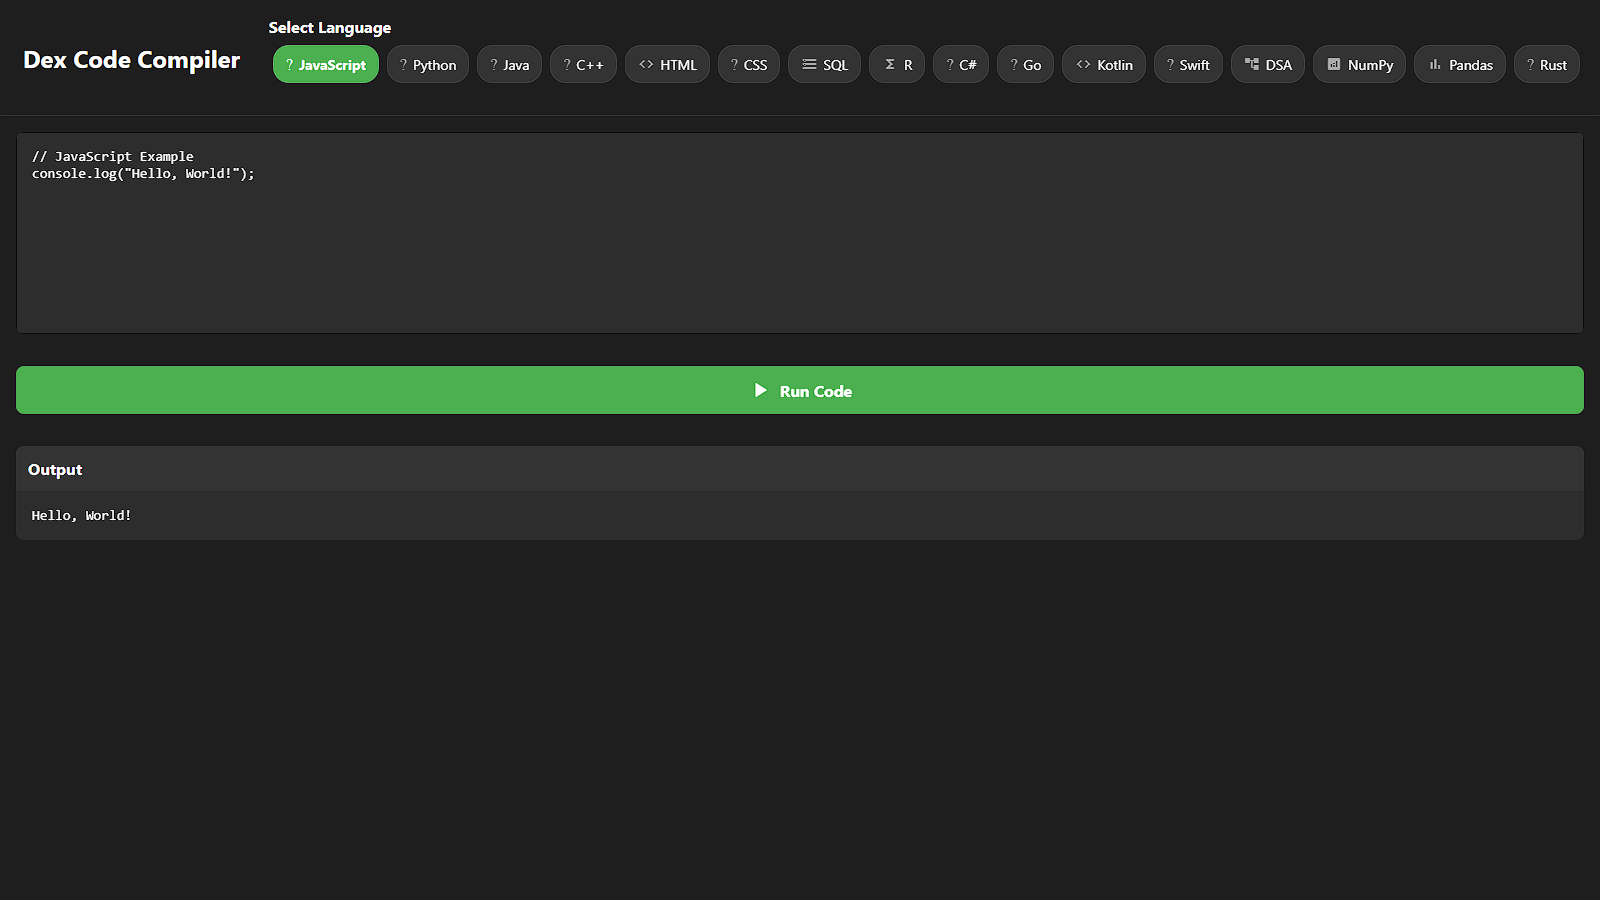 Dex Code Compiler
Select Language
? JavaScript
? Python
? Java
? C++
<> HTML
? CSS
SQL
Σ R
? C#
? Go
<> Kotlin
? Swift
DSA
NumPy
Pandas
? Rust
// JavaScript Example
console.log("Hello, World!");
Run Code
Output
Hello, World!